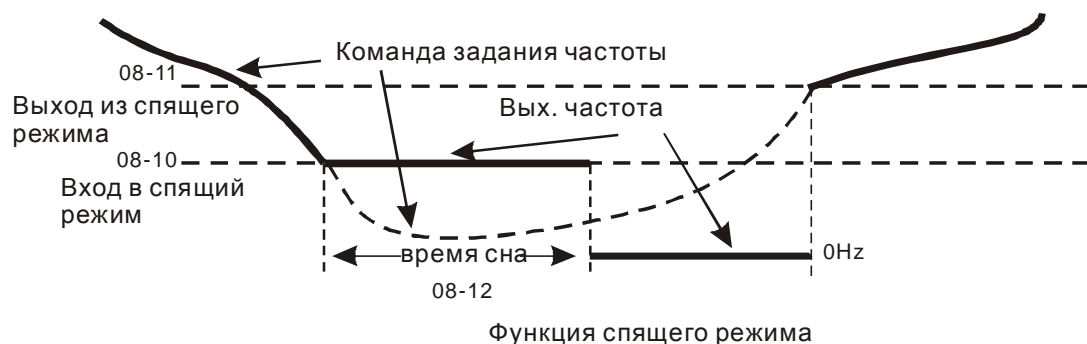 Команда задания частоты
08-11
Выход из спящего
режима
Вых. частота
08-10
Вход в спящий
режим
время сна
0Hz
08-12
Функция спящего режима